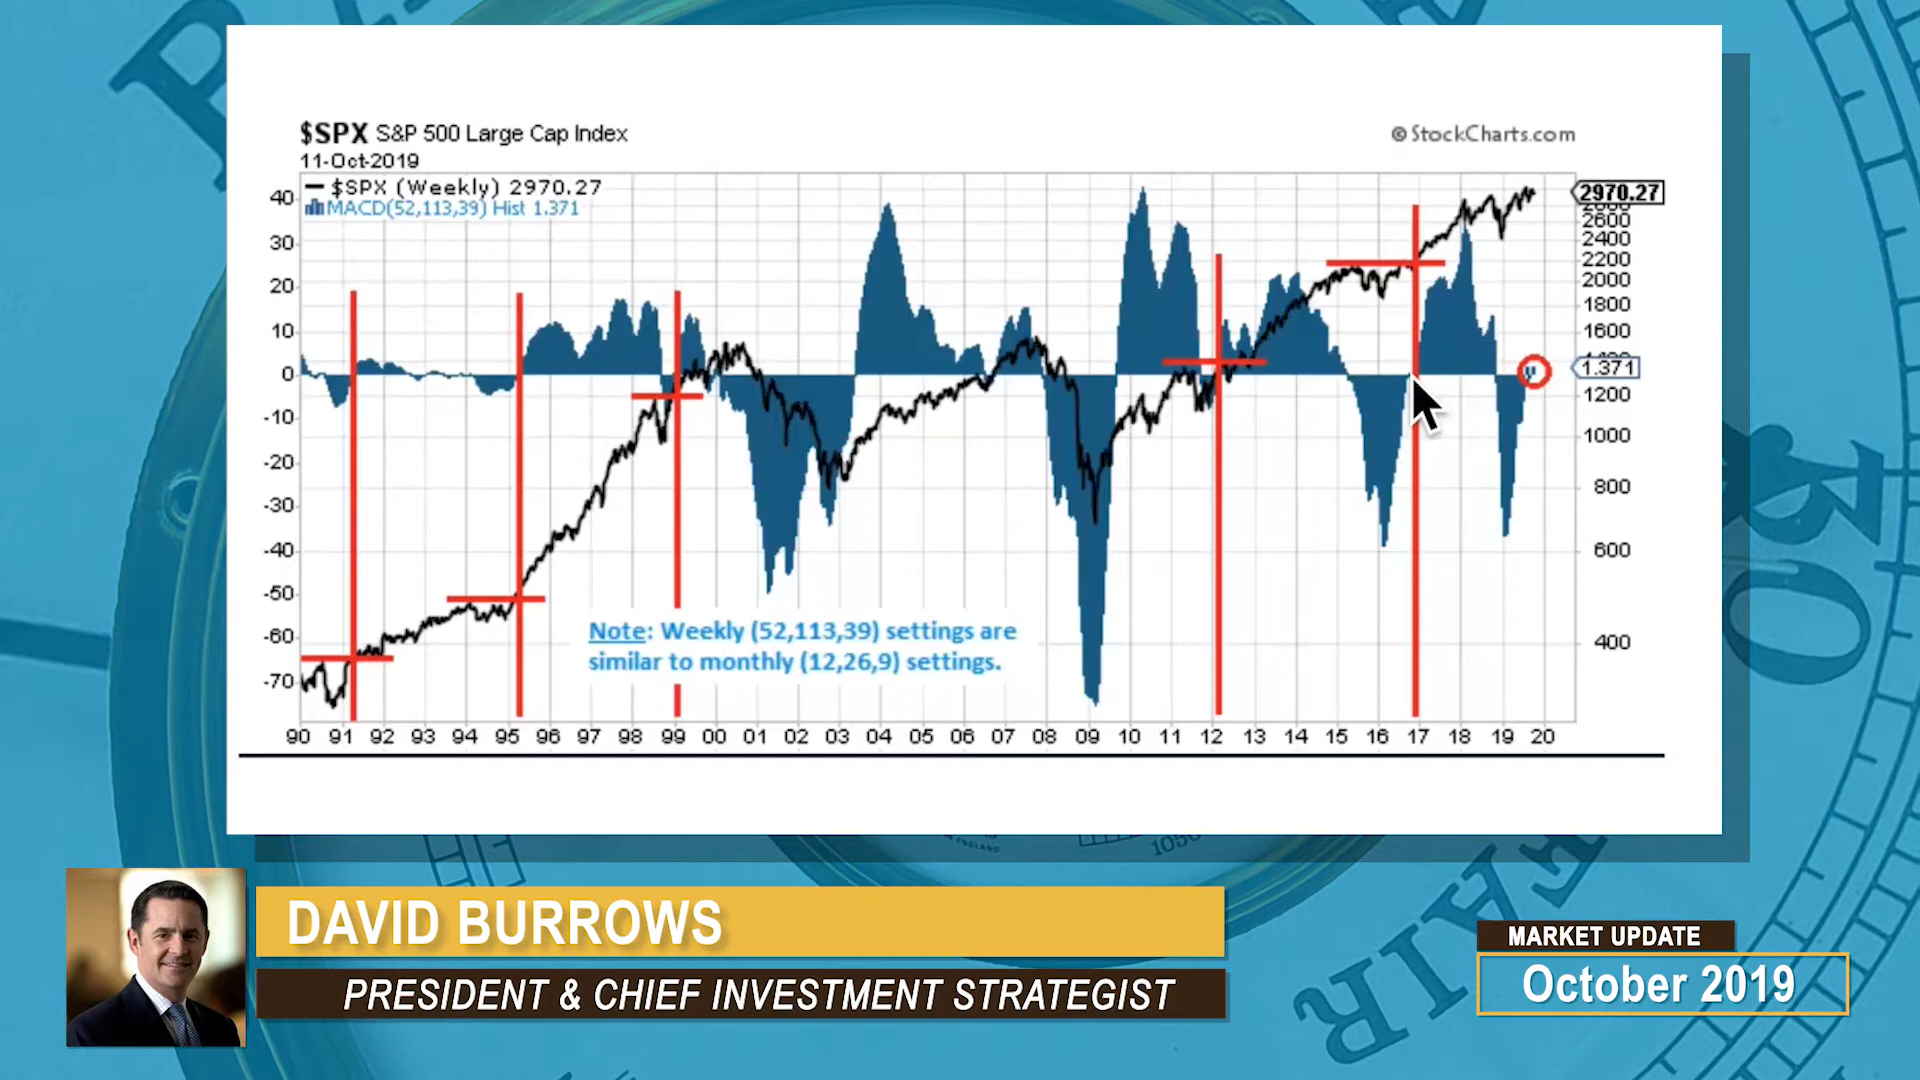 $SPX S&P 500 Large Cap Index
© StockCharts.com
11-Oct-2019
$SPX (Weekly) 2970.27
MACD(52,113,39) Hist 1.371
40
30
20
10
0
-10
-20
-30
-40
-50
-60
-70
2970.27
2600
2400
2200
2000
1800
1600
1.371
1200
1000
800
600
400
Note: Weekly (52,113,39) settings are
similar to monthly (12,26,9) settings.
90 91 92 93 94 95 96 97 98 99 00 01 02 03 04 05 06 07 08 09 10 11 12 13 14 15 16 17 18 19 20
ENGLAND
1050
FAIR
DAVID BURROWS
PRESIDENT & CHIEF INVESTMENT STRATEGIST
MARKET UPDATE
October 2019